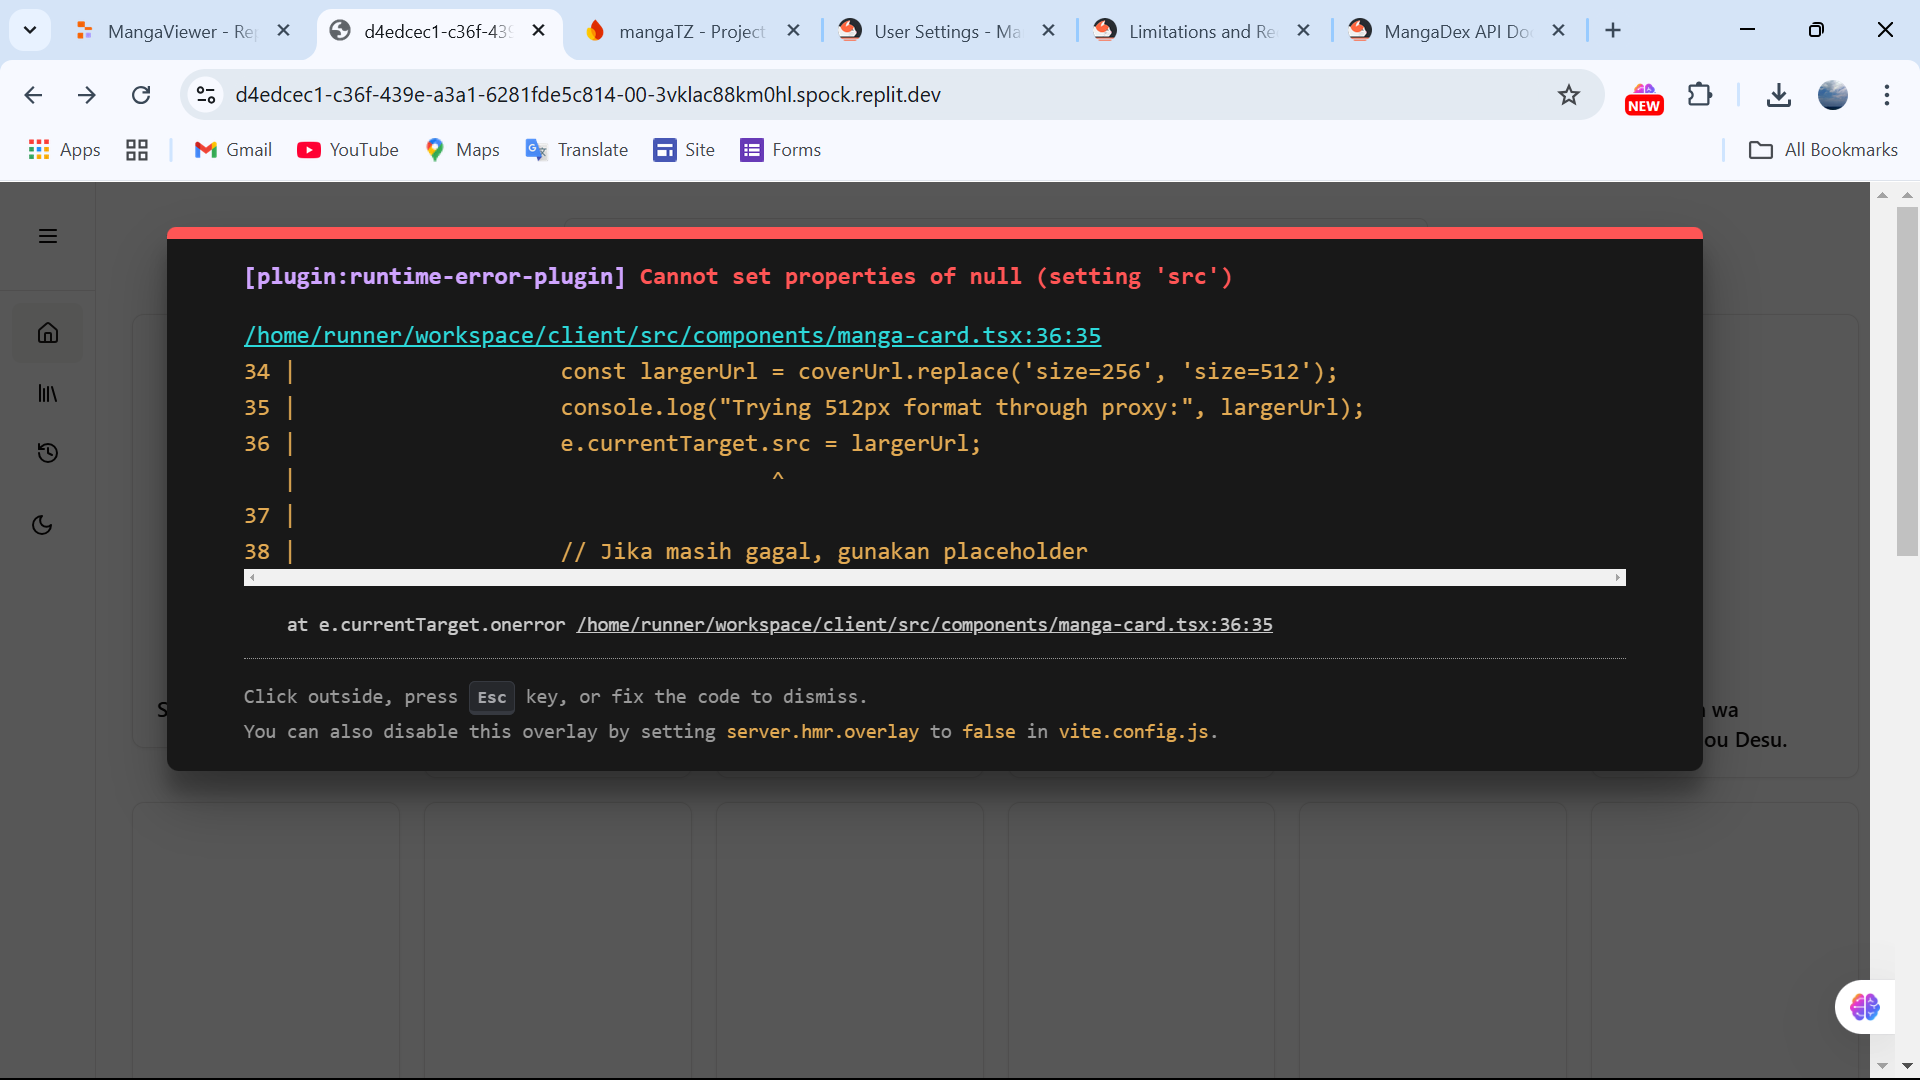 MangaViewer - Re
d4edcec1-c36f-439
mangaTZ - Project
User Settings - Ma
Limitations and Re
MangaDex API Do
d4edcec1-c36f-439e-a3a1-6281fde5c814-00-3vklac88km0hl.spock.replit.dev
NEW
Apps
Gmail
YouTube
Maps
Translate
Site
Forms
All Bookmarks
[plugin:runtime-error-plugin] Cannot set properties of null (setting 'src')
/home/runner/workspace/client/src/components/manga-card.tsx:36:35
34 | const largerUrl = coverUrl.replace('size=256', 'size=512');
35 | console.log("Trying 512px format through proxy:", largerUrl);
36 | e.currentTarget.src = largerUrl;
| ^
37 |
38 | // Jika masih gagal, gunakan placeholder
at e.currentTarget.onerror /home/runner/workspace/client/src/components/manga-card.tsx:36:35
Click outside, press Esc key, or fix the code to dismiss.
You can also disable this overlay by setting server.hmr.overlay to false in vite.config.js.
wa
ou Desu.